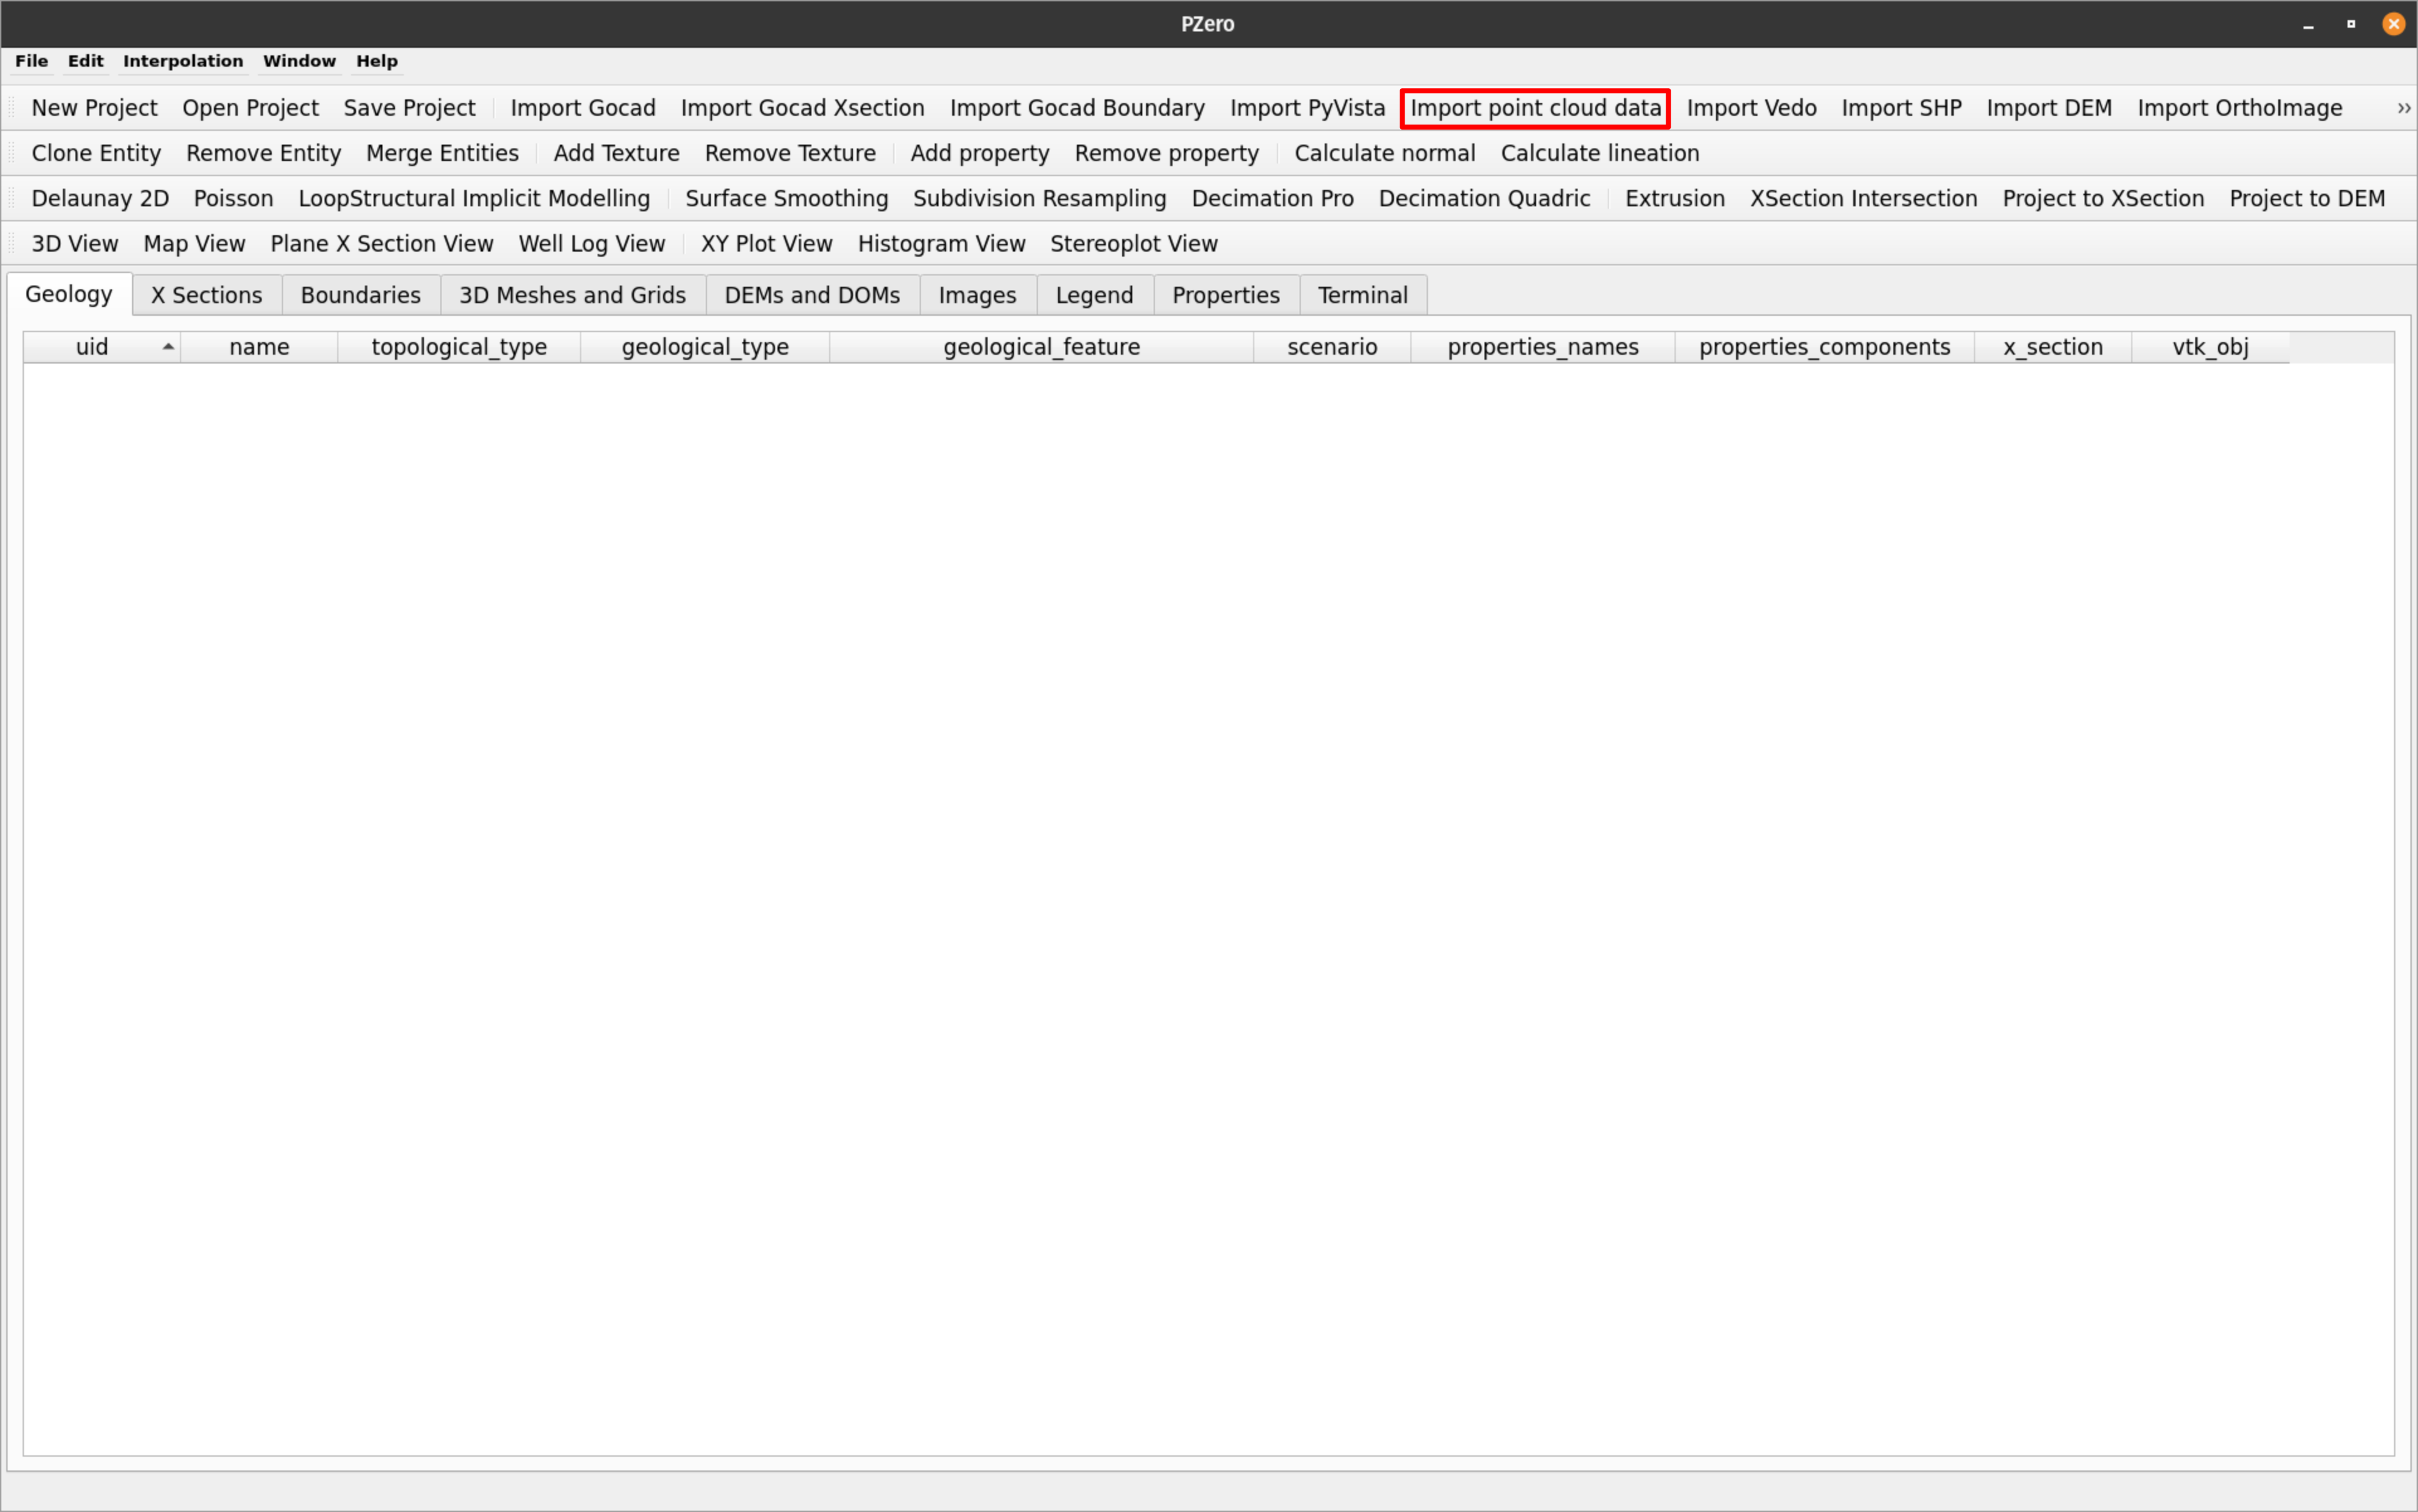 PZero
File Edit Interpolation Window Help
New Project Open Project Save Project Import Gocad Import Gocad Xsection Import Gocad Boundary Import PyVista Import point cloud data Import Vedo Import SHP Import DEM Import OrthoImage »
Clone Entity Remove Entity Merge Entities Add Texture Remove Texture Add property Remove property Calculate normal Calculate lineation
Delaunay 2D Poisson LoopStructural Implicit Modelling Surface Smoothing Subdivision Resampling Decimation Pro Decimation Quadric Extrusion XSection Intersection Project to XSection Project to DEM
3D View Map View Plane X Section View Well Log View XY Plot View Histogram View Stereoplot View
Geology X Sections Boundaries 3D Meshes and Grids DEMs and DOMs Images Legend Properties Terminal
uid name topological_type geological_type geological_feature scenario properties_names properties_components x_section vtk_obj